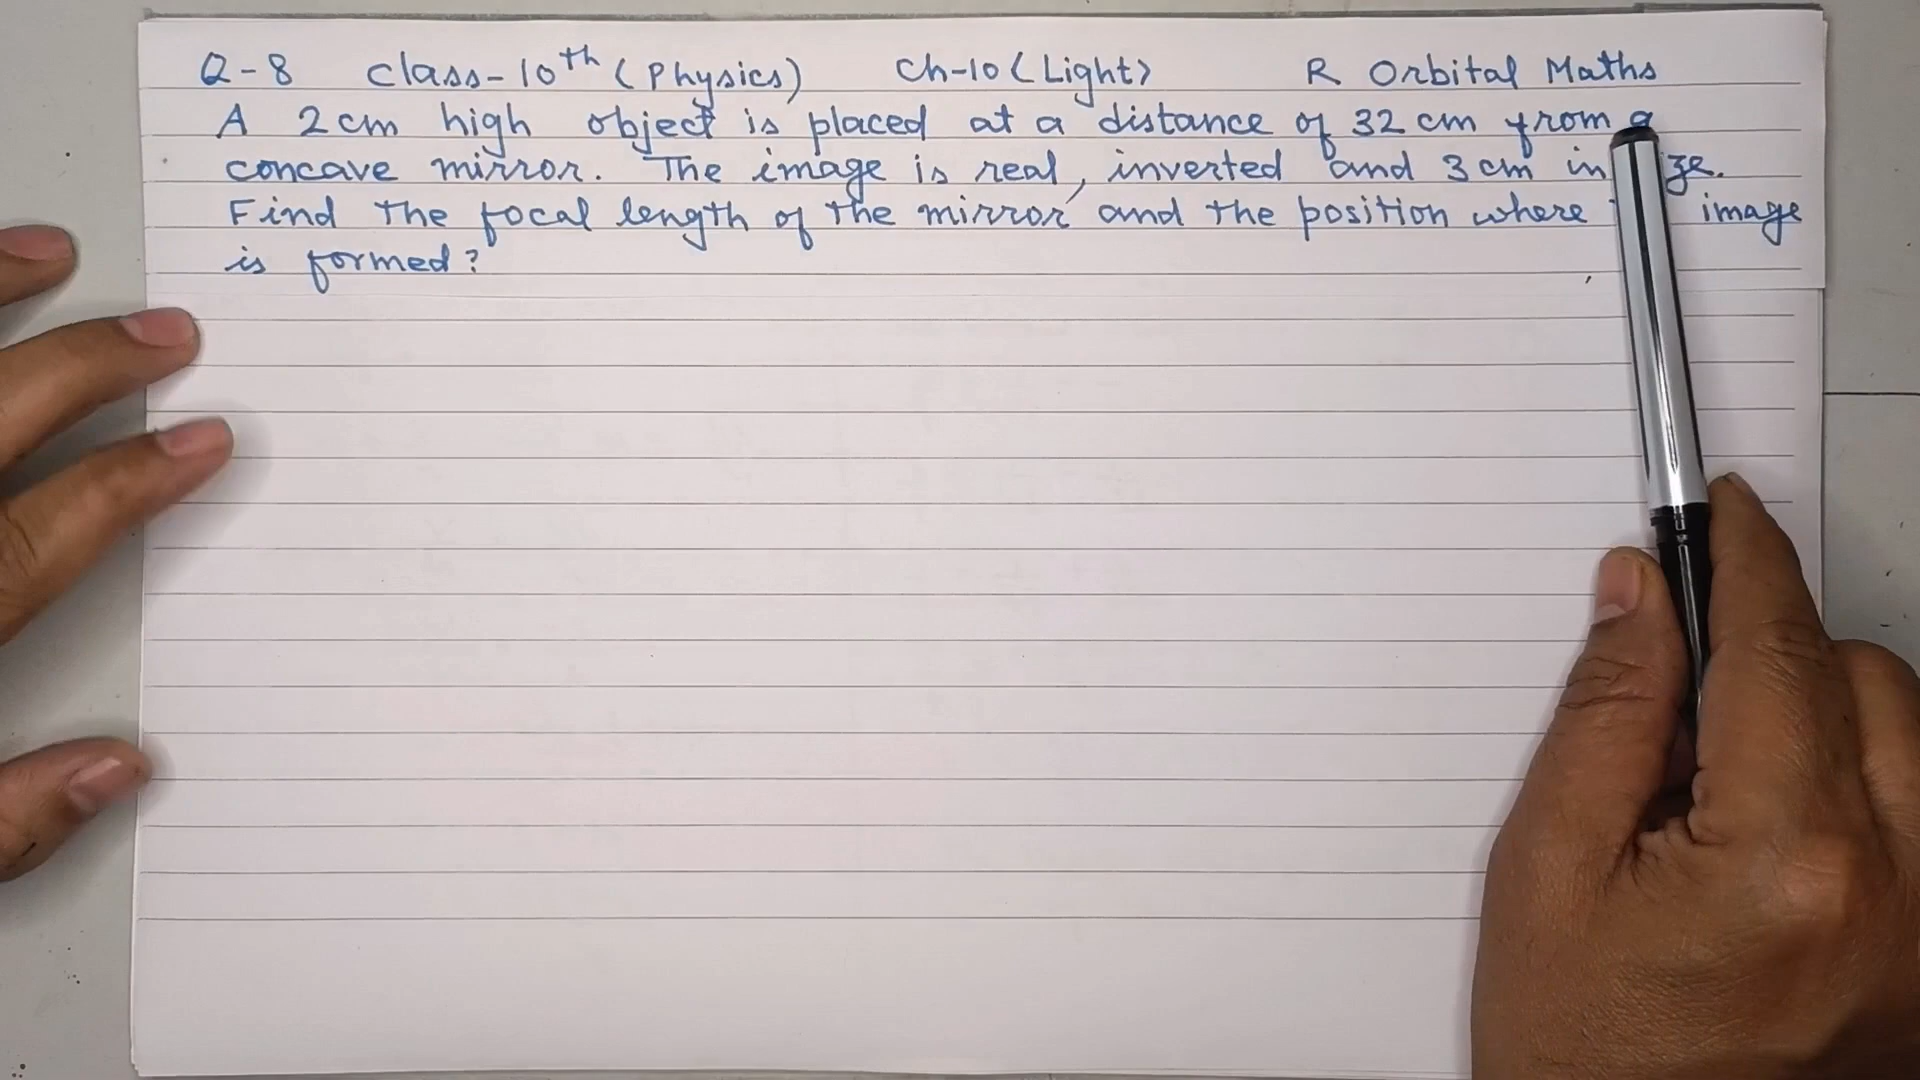 Q-8 Class-10th (Physics) Ch-10 (Light) R Orbital Maths
A 2cm high object is placed at a distance of 32 cm from a
concave mirror. The image is real, inverted and 3 cm in
Find the focal length of the mirror and the position where image
is formed?